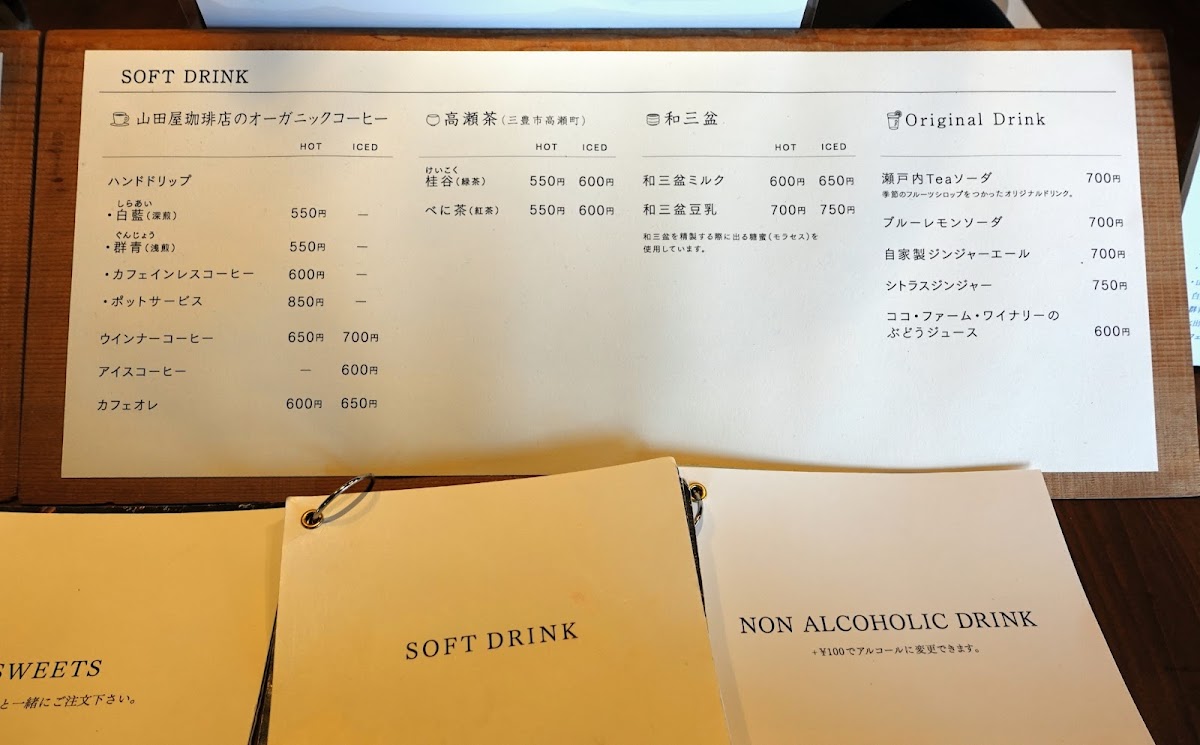 SOFT DRINK
山田屋珈琲店のオーガニックコーヒー
HOT ICED
ハンドドリップ
しらあい
・白藍(深煎) 550円 —
ぐんじょう
・群青(浅煎) 550円 —
・カフェインレスコーヒー 600円 —
・ポットサービス 850円 —
ウインナーコーヒー 650円 700円
アイスコーヒー — 600円
カフェオレ 600円 650円
高瀬茶(三豊市高瀬町)
HOT ICED
けいこく
桂谷(緑茶) 550円 600円
べに茶(紅茶) 550円 600円
和三盆
HOT ICED
和三盆ミルク 600円 650円
和三盆豆乳 700円 750円
和三盆を精製する際に出る糖蜜(モラセス)を
使用しています。
Original Drink
瀬戸内Teaソーダ 700円
季節のフルーツシロップをつかったオリジナルドリンク。
ブルーレモンソーダ 700円
自家製ジンジャーエール 700円
シトラスジンジャー 750円
ココ・ファーム・ワイナリーの
ぶどうジュース 600円
SWEETS
と一緒にご注文下さい。
SOFT DRINK
NON ALCOHOLIC DRINK
+¥100でアルコールに変更できます。